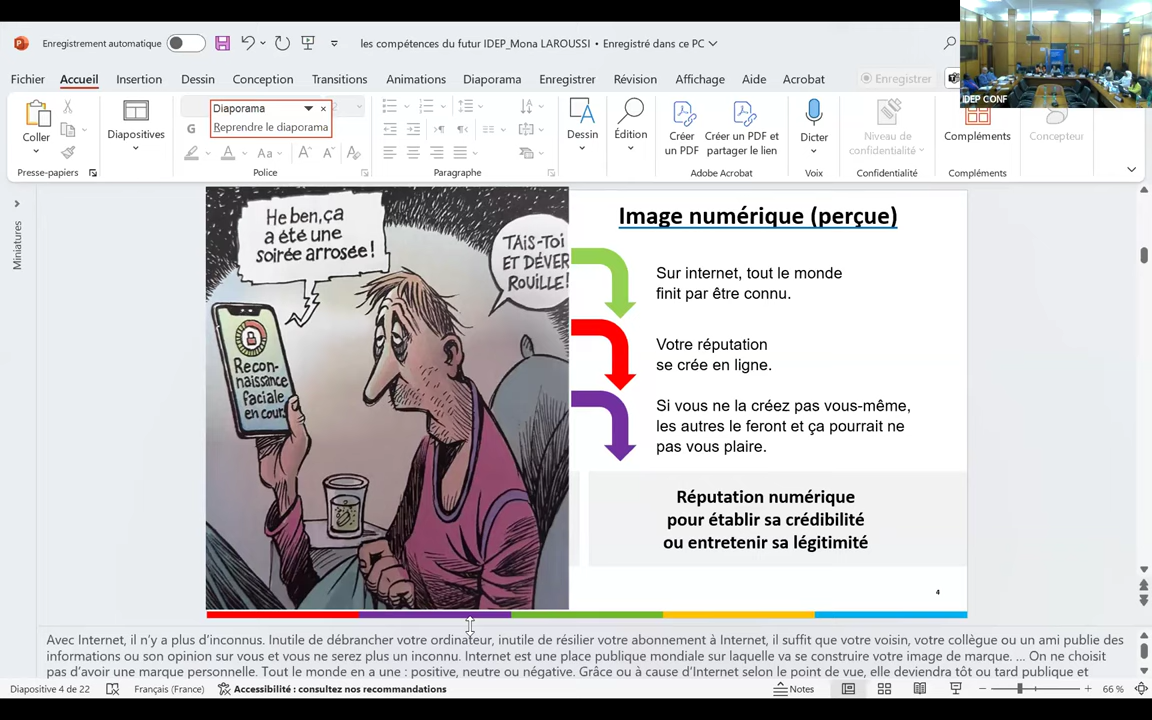 Enregistrement automatique
les compétences du futur IDEP_Mona LAROUSSI • Enregistré dans ce PC
IDEP CONF
Fichier Accueil Insertion Dessin Conception Transitions Animations Diaporama Enregistrer Révision Affichage Aide Acrobat Enregistrer
Diaporama
Reprendre le diaporama
Coller
Diapositives
G
Aa
Dessin
Édition
Créer un PDF
Créer un PDF et partager le lien
Dicter
Niveau de confidentialité
Compléments
Concepteur
Presse-papiers
Police
Paragraphe
Adobe Acrobat
Voix
Confidentialité
Compléments
Miniatures
He ben, ça
a été une
soirée arrosée !
TAIS-TOI
ET DÉVER
ROUILLE!
Recon-
naissance
faciale
en cours
Image numérique (perçue)
Sur internet, tout le monde
finit par être connu.
Votre réputation
se crée en ligne.
Si vous ne la créez pas vous-même,
les autres le feront et ça pourrait ne
pas vous plaire.
Réputation numérique
pour établir sa crédibilité
ou entretenir sa légitimité
4
Avec Internet, il n'y a plus d'inconnus. Inutile de débrancher votre ordinateur, inutile de résilier votre abonnement à Internet, il suffit que votre voisin, votre collègue ou un ami publie des
informations ou son opinion sur vous et vous ne serez plus un inconnu. Internet est une place publique mondiale sur laquelle va se construire votre image de marque. … On ne choisit
pas d'avoir une marque personnelle. Tout le monde en a une : positive, neutre ou négative. Grâce ou à cause d'Internet selon le point de vue, elle deviendra tôt ou tard publique et
Diapositive 4 de 22 Français (France) Accessibilité : consultez nos recommandations Notes 66 %